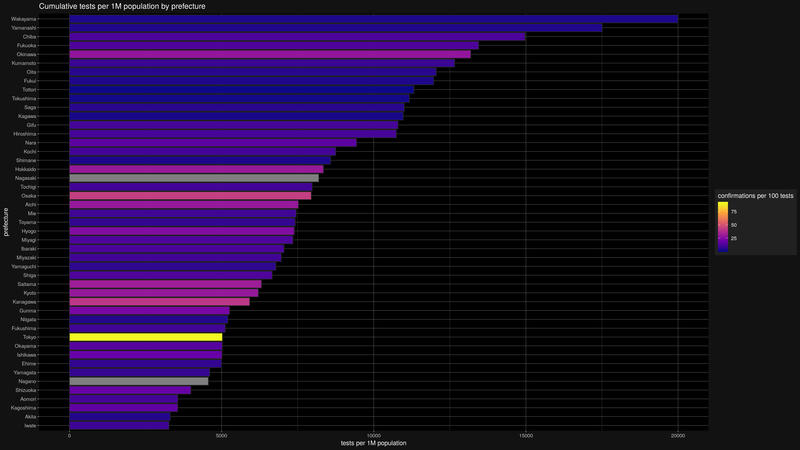 Cumulative tests per 1M population by prefecture
prefecture
Wakayama
Yamanashi
Chiba
Fukuoka
Okinawa
Kumamoto
Oita
Fukui
Tottori
Tokushima
Saga
Kagawa
Gifu
Hiroshima
Nara
Kochi
Shimane
Hokkaido
Nagasaki
Tochigi
Osaka
Aichi
Mie
Toyama
Hyogo
Miyagi
Ibaraki
Miyazaki
Yamaguchi
Shiga
Saitama
Kyoto
Kanagawa
Gunma
Niigata
Fukushima
Tokyo
Okayama
Ishikawa
Ehime
Yamagata
Nagano
Shizuoka
Aomori
Kagoshima
Akita
Iwate
0 5000 10000 15000 20000
tests per 1M population
confirmations per 100 tests
75
50
25